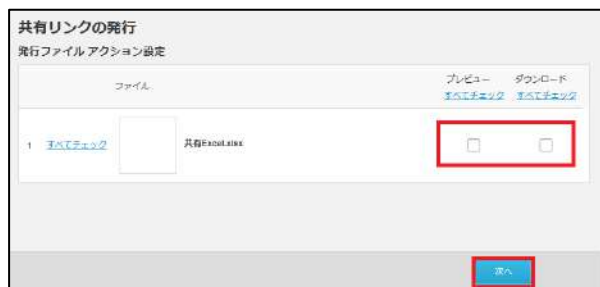 共有リンクの発行
発行ファイル アクション設定
ファイル プレビュー ダウンロード
すべてチェック すべてチェック
1 すべてチェック 共有Excel.xlsx
次へ